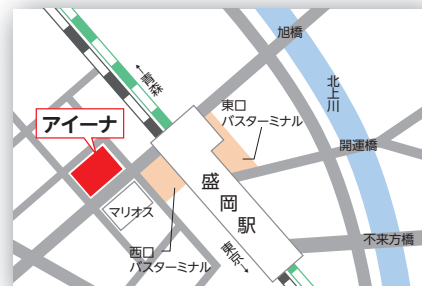 旭橋
←青森
北上川
東口
バスターミナル
アイーナ
開運橋
盛岡駅
マリオス
不来方橋
西口
バスターミナル
東京→